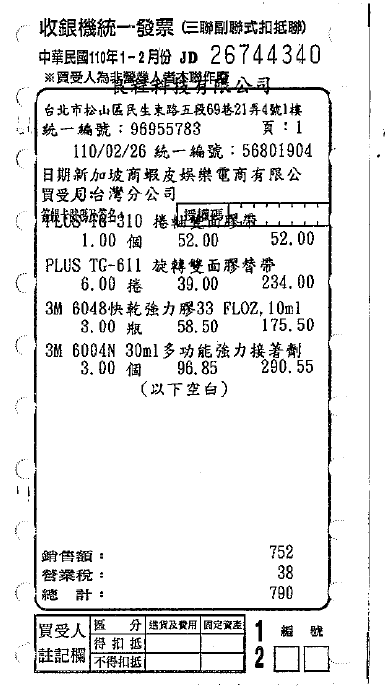 收銀機統一發票 (三聯副聯式扣抵聯)
中華民國110年1-2月份 JD 26744340
※買受人為非營業人者本聯作廢
科技有限公司
台北市松山區民生東路五段69巷21弄4號1樓
統一編號:96955783 頁:1
110/02/26 統一編號:56801904
日期新加坡商蝦皮娛樂電商有限公
買受局台灣分公司
PLUS TG-310 捲軸雙面膠帶
1.00 個 52.00 52.00
PLUS TG-611 旋轉雙面膠替帶
6.00 捲 39.00 234.00
3M 6048快乾強力膠33 FLOZ,10ml
3.00 瓶 58.50 175.50
3M 6004N 30ml多功能強力接著劑
3.00 個 96.85 290.55
(以下空白)
銷售額: 752
營業稅: 38
總 計: 790
買受人註記欄
區 分 進貨及費用 固定資產
得扣抵
不得扣抵
1 編 號
2